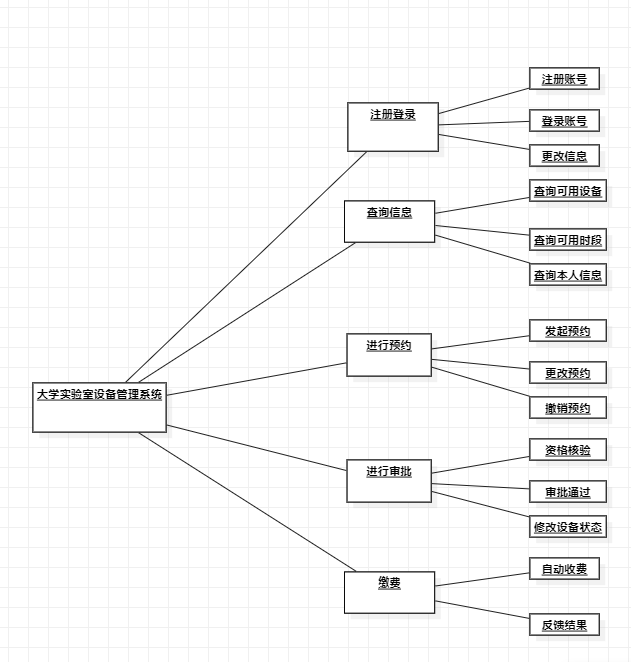 大学实验室设备管理系统
注册登录
注册账号
登录账号
更改信息
查询信息
查询可用设备
查询可用时段
查询本人信息
进行预约
发起预约
更改预约
撤销预约
进行审批
资格核验
审批通过
修改设备状态
缴费
自动收费
反馈结果